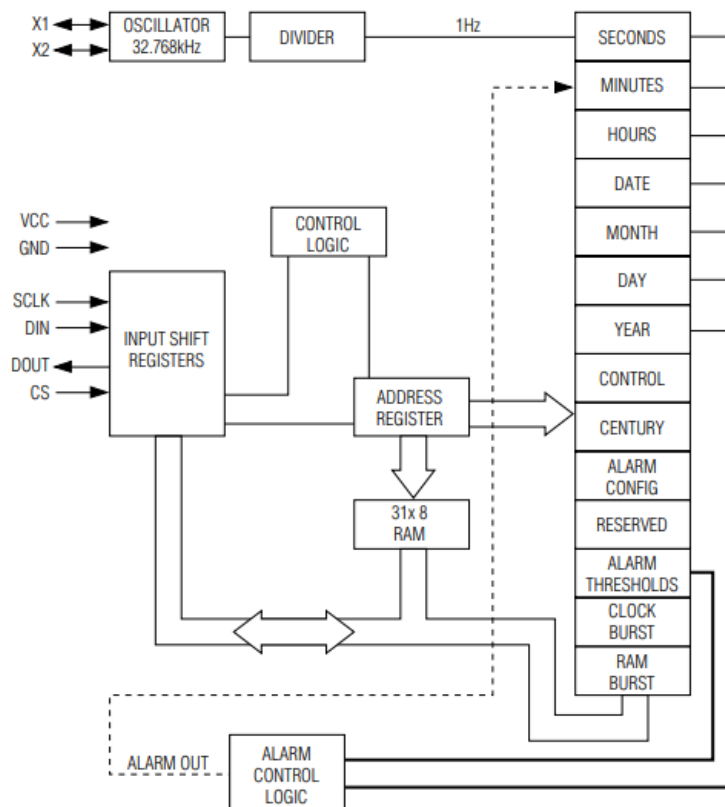 X1
X2
OSCILLATOR
32.768kHz
DIVIDER
1Hz
SECONDS
MINUTES
HOURS
DATE
MONTH
DAY
YEAR
CONTROL
CENTURY
ALARM
CONFIG
RESERVED
ALARM
THRESHOLDS
CLOCK
BURST
RAM
BURST
VCC
GND
SCLK
DIN
DOUT
CS
INPUT SHIFT
REGISTERS
CONTROL
LOGIC
ADDRESS
REGISTER
31x 8
RAM
ALARM OUT
ALARM
CONTROL
LOGIC